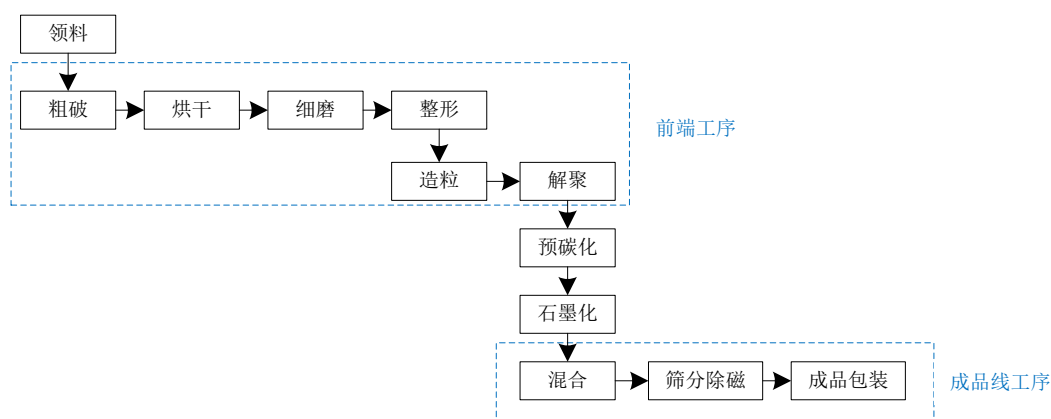 领料
粗破
烘干
细磨
整形
前端工序
造粒
解聚
预碳化
石墨化
混合
筛分除磁
成品包装
成品线工序